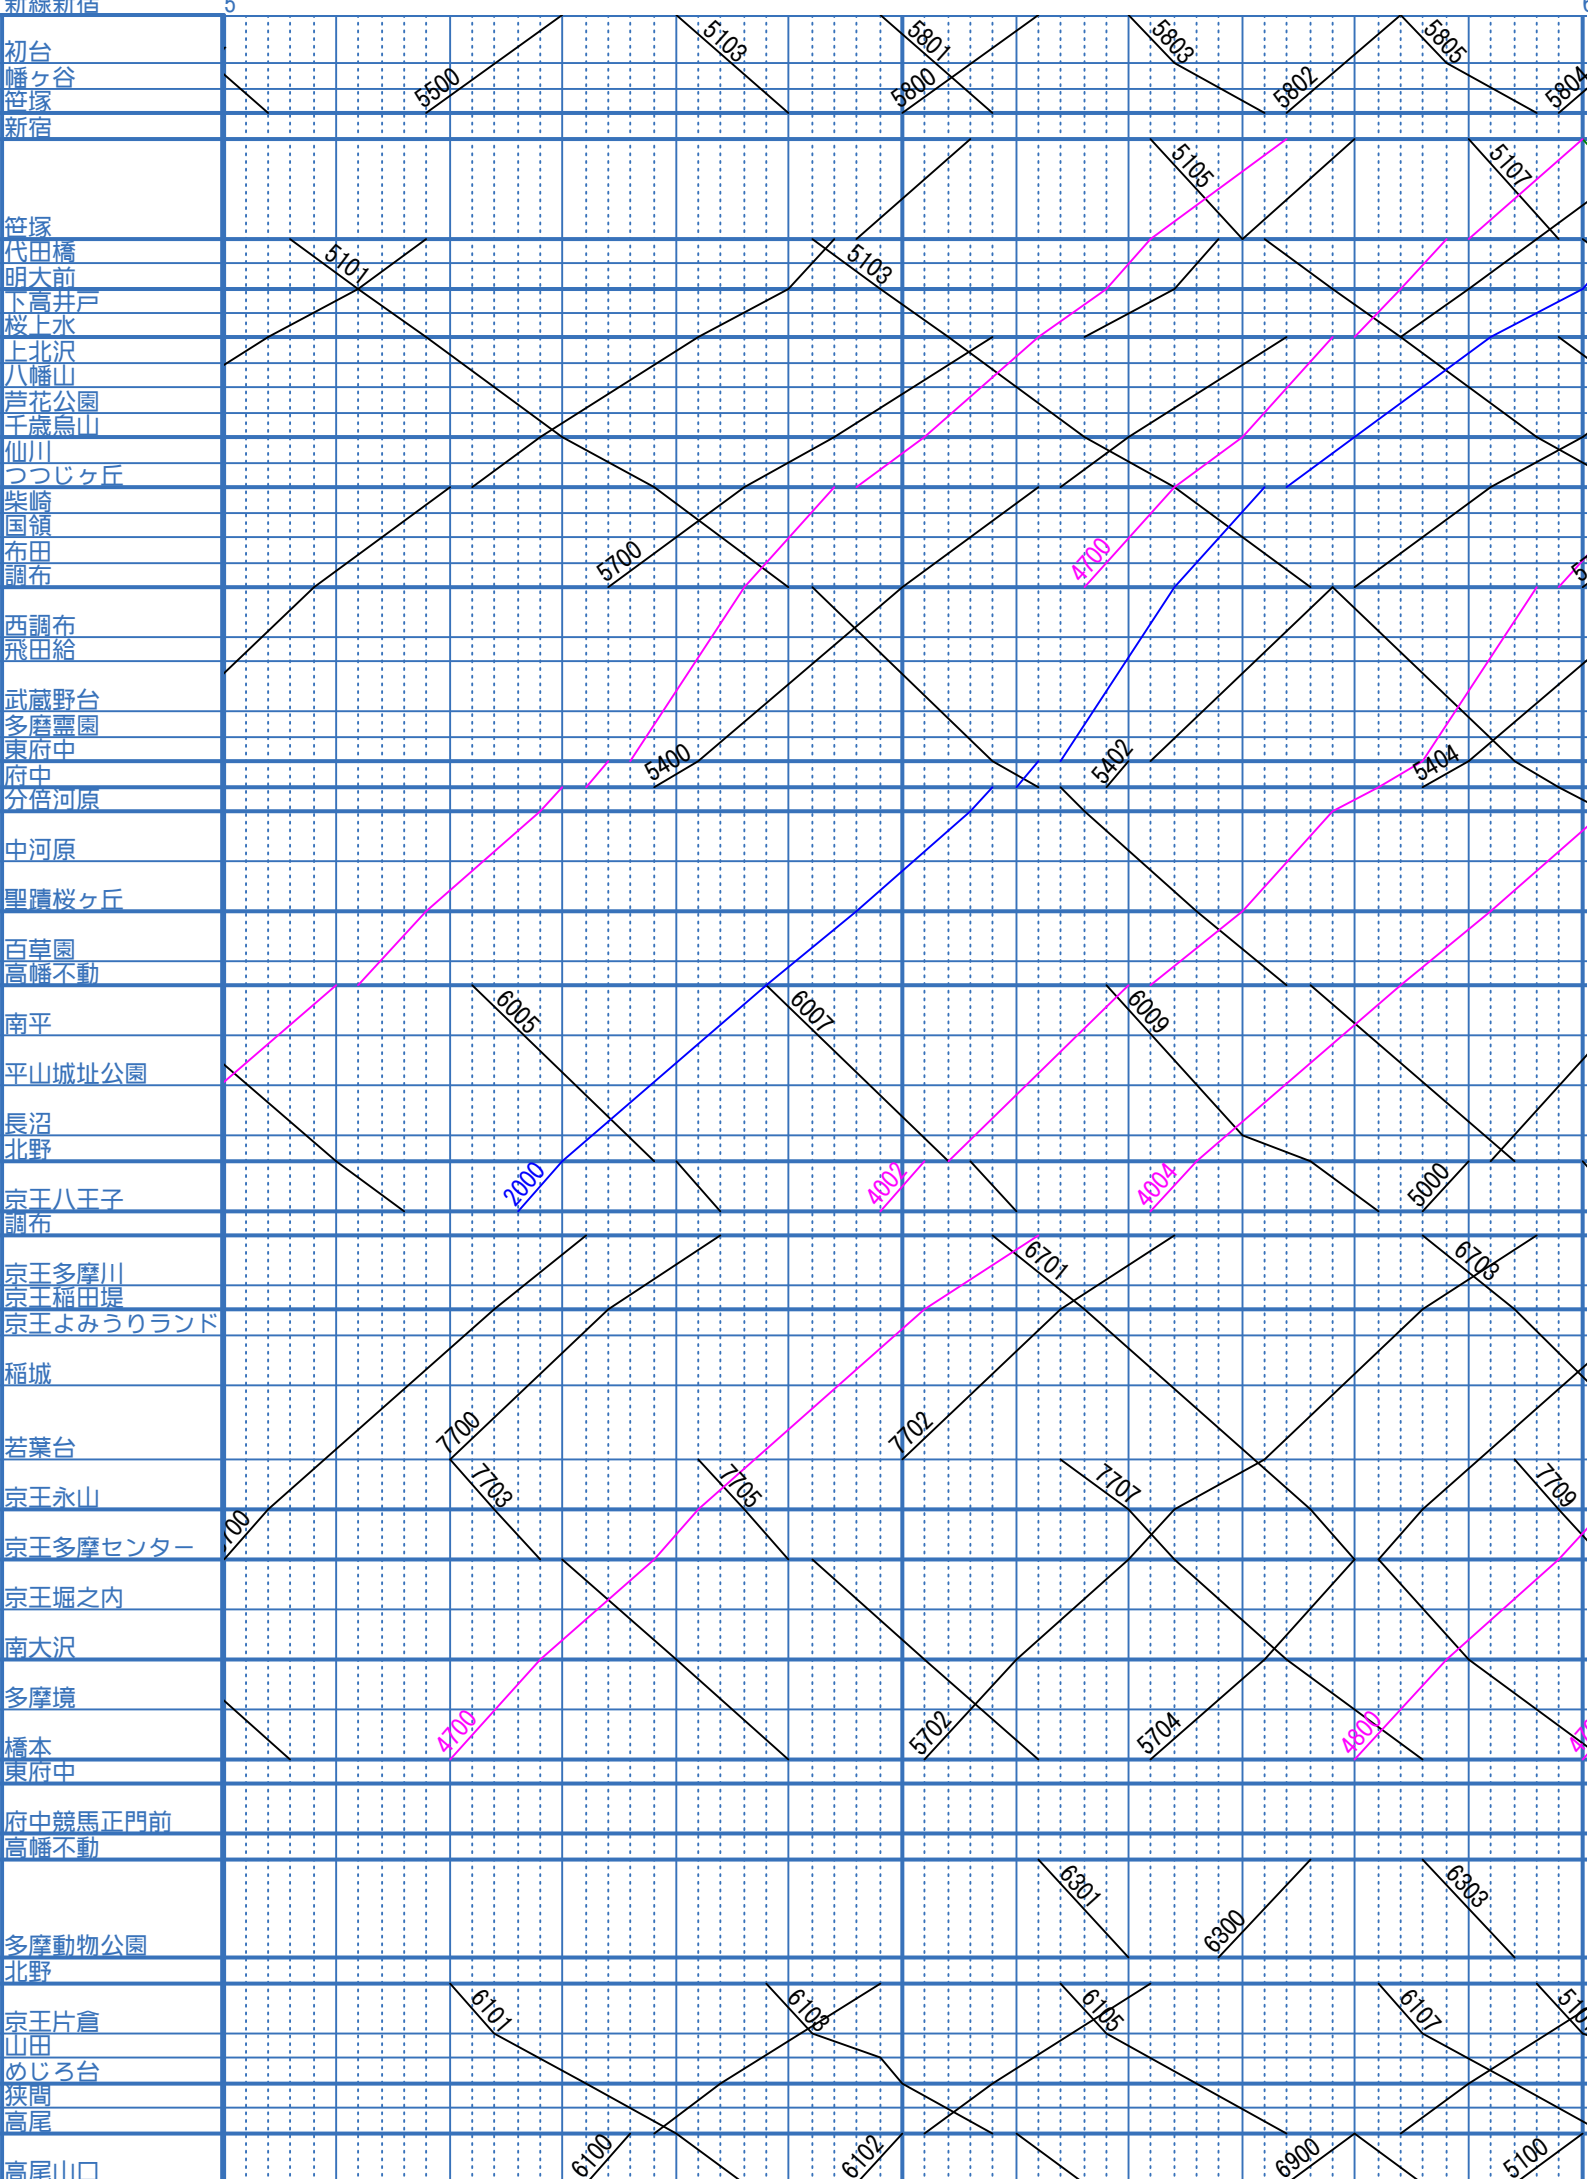 新線新宿 5
初台
幡ヶ谷
笹塚
5500 5103 5801 5800 5803 5802 5805 5804
新宿
笹塚
5105 5107
代田橋
明大前
5101 5103
下高井戸
桜上水
上北沢
八幡山
芦花公園
千歳烏山
仙川
つつじヶ丘
柴崎
国領
布田
調布
5700 4700
西調布
飛田給
武蔵野台
多磨霊園
東府中
府中
5400 5402 5404
分倍河原
中河原
聖蹟桜ヶ丘
百草園
高幡不動
南平
6005 6007 6009
平山城址公園
長沼
北野
京王八王子
2000 4002 4004 5000
調布
京王多摩川
6701 6703
京王稲田堤
京王よみうりランド
稲城
若葉台
7700 7702
京王永山
7703 7705 7707 7709
京王多摩センター
京王堀之内
南大沢
多摩境
橋本
4700 5702 5704 4800
東府中
府中競馬正門前
高幡不動
6301 6300 6303
多摩動物公園
北野
京王片倉
6101 6103 6105 6107
山田
めじろ台
狭間
高尾
高尾山口
6100 6102 6900 5100